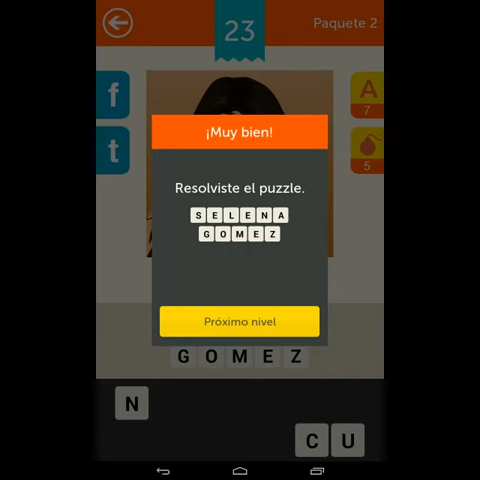 23
Paquete 2
f
A
7
t
5
¡Muy bien!
Resolviste el puzzle.
SELENA
GOMEZ
Próximo nivel
GOMEZ
N
C U